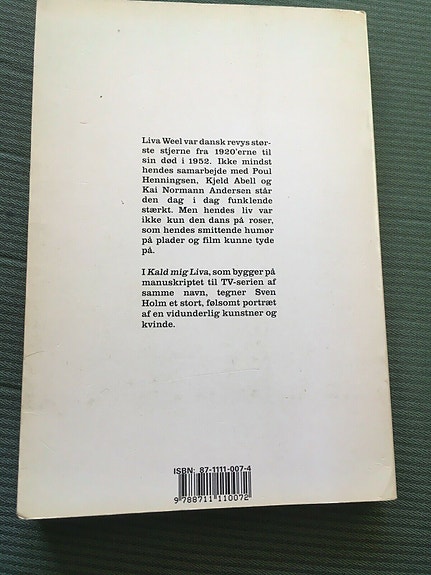 Liva Weel var dansk revys stør-
ste stjerne fra 1920'erne til
sin død i 1952. Ikke mindst
hendes samarbejde med Poul
Henningsen, Kjeld Abell og
Kai Normann Andersen står
den dag i dag funklende
stærkt. Men hendes liv var
ikke kun den dans på roser,
som hendes smittende humør
på plader og film kunne tyde
på.
I Kald mig Liva, som bygger på
manuskriptet til TV-serien af
samme navn, tegner Sven
Holm et stort, følsomt portræt
af en vidunderlig kunstner og
kvinde.
ISBN: 87-1111-007-4
9 788711 110072